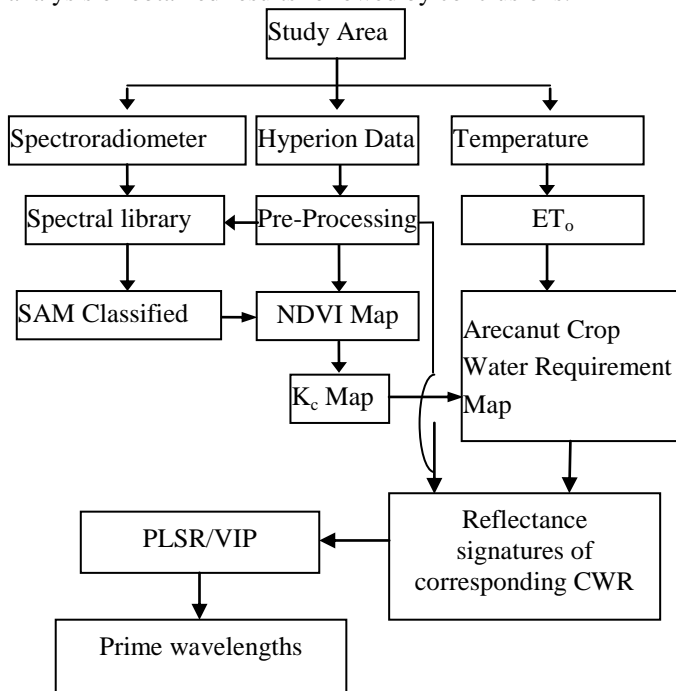 analysis of obtained results followed by conclusions.
Study Area
Spectroradiometer
Hyperion Data
Temperature
Spectral library
Pre-Processing
ETo
SAM Classified
NDVI Map
Arecanut Crop
Water Requirement
Map
Kc Map
PLSR/VIP
Reflectance
signatures of
corresponding CWR
Prime wavelengths